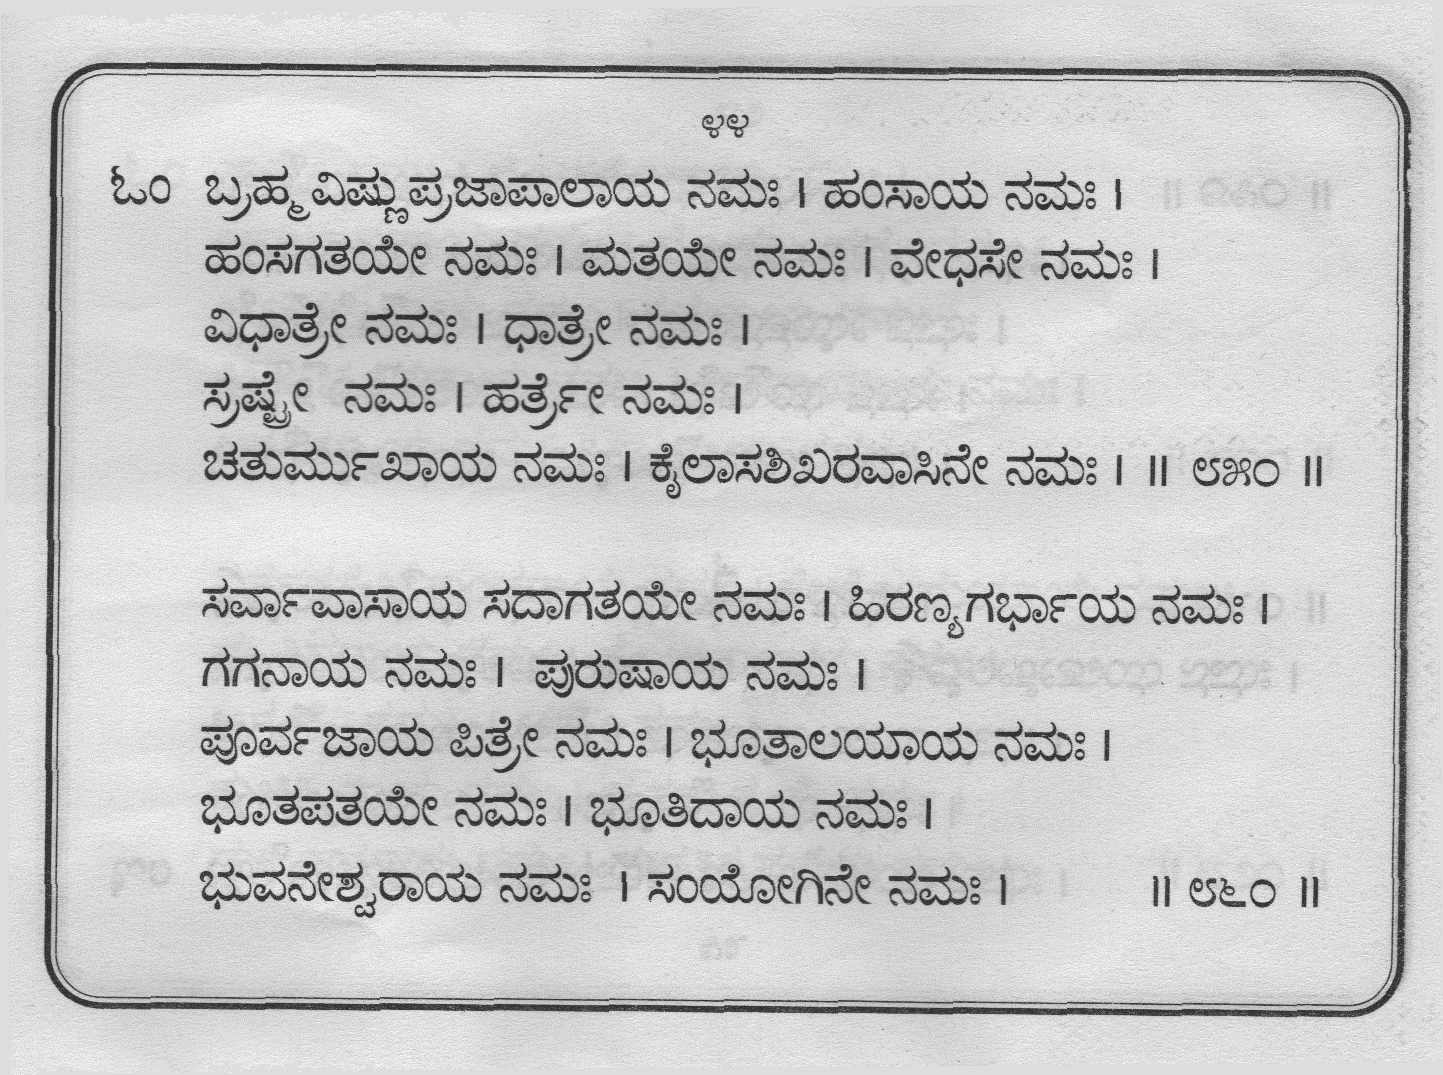 ೪೪
ಓಂ ಬ್ರಹ್ಮವಿಷ್ಣುಪ್ರಜಾಪಾಲಾಯ ನಮಃ । ಹಂಸಾಯ ನಮಃ ।
ಹಂಸಗತಯೇ ನಮಃ । ಮತಯೇ ನಮಃ । ವೇಧಸೇ ನಮಃ ।
ವಿಧಾತ್ರೇ ನಮಃ । ಧಾತ್ರೇ ನಮಃ ।
ಸ್ರಷ್ಟ್ರೇ ನಮಃ । ಹರ್ತ್ರೇ ನಮಃ ।
ಚತುರ್ಮುಖಾಯ ನಮಃ । ಕೈಲಾಸಶಿಖರವಾಸಿನೇ ನಮಃ । ॥ ೮೫೦ ॥
ಸರ್ವಾವಾಸಾಯ ಸದಾಗತಯೇ ನಮಃ । ಹಿರಣ್ಯಗರ್ಭಾಯ ನಮಃ ।
ಗಗನಾಯ ನಮಃ । ಪುರುಷಾಯ ನಮಃ ।
ಪೂರ್ವಜಾಯ ಪಿತ್ರೇ ನಮಃ । ಭೂತಾಲಯಾಯ ನಮಃ ।
ಭೂತಪತಯೇ ನಮಃ । ಭೂತಿದಾಯ ನಮಃ ।
ಭುವನೇಶ್ವರಾಯ ನಮಃ । ಸಂಯೋಗಿನೇ ನಮಃ । ॥ ೮೬೦ ॥